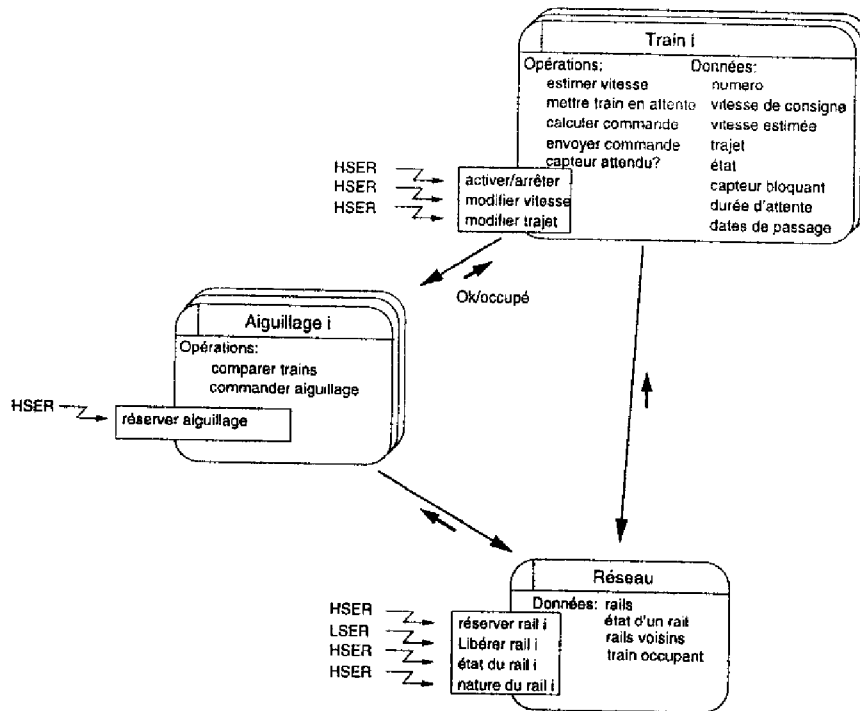 Train i
Opérations: Données:
estimer vitesse numero
mettre train en attente vitesse de consigne
calculer commande vitesse estimée
envoyer commande trajet
capteur attendu? état
capteur bloquant
durée d'attente
dates de passage
HSER activer/arrêter
HSER modifier vitesse
HSER modifier trajet
Ok/occupé
Aiguillage i
Opérations:
comparer trains
commander aiguillage
HSER réserver aiguillage
Réseau
Données: rails
état d'un rail
rails voisins
train occupant
HSER réserver rail i
LSER Libérer rail i
HSER état du rail i
HSER nature du rail i